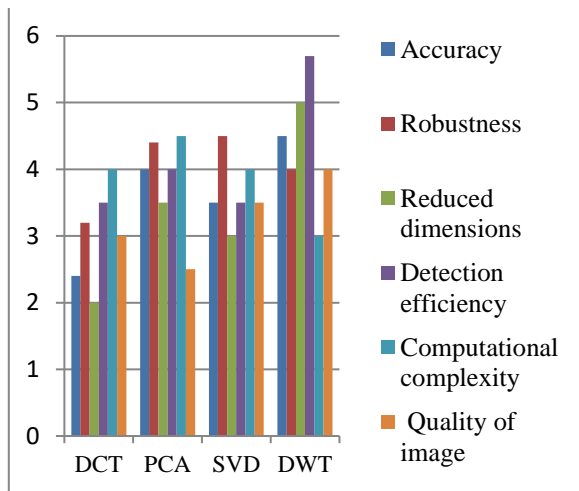 6
5
4
3
2
1
0
DCT PCA SVD DWT
Accuracy
Robustness
Reduced
dimensions
Detection
efficiency
Computational
complexity
Quality of
image